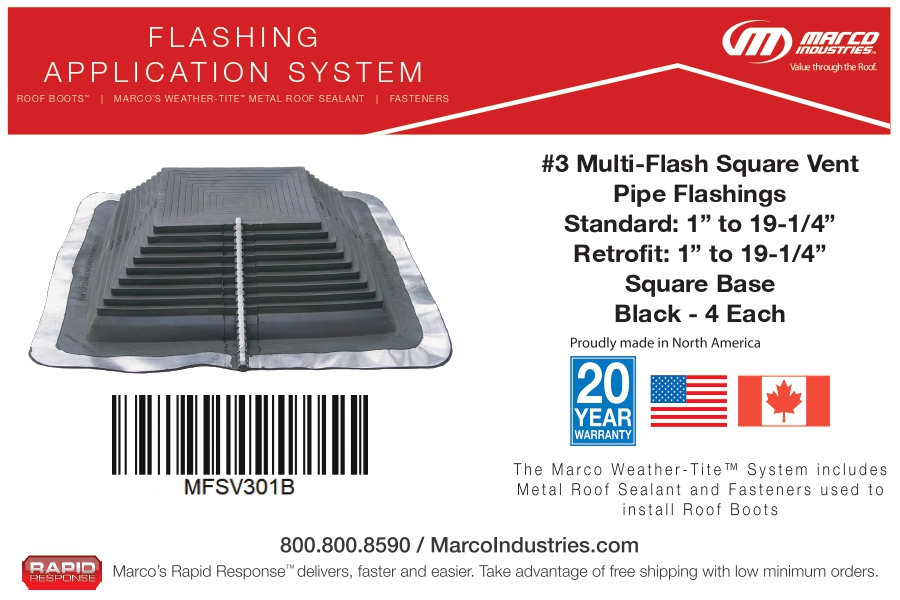 FLASHING
APPLICATION SYSTEM
ROOF BOOTS™ | MARCO'S WEATHER-TITE™ METAL ROOF SEALANT | FASTENERS
MARCO
INDUSTRIES™
Value through the Roof.
#3 Multi-Flash Square Vent
Pipe Flashings
Standard: 1” to 19-1/4”
Retrofit: 1” to 19-1/4”
Square Base
Black - 4 Each
Proudly made in North America
20
YEAR
WARRANTY
MFSV301B
The Marco Weather-Tite™ System includes
Metal Roof Sealant and Fasteners used to
install Roof Boots
800.800.8590 / MarcoIndustries.com
RAPID
RESPONSE
Marco’s Rapid Response™ delivers, faster and easier. Take advantage of free shipping with low minimum orders.